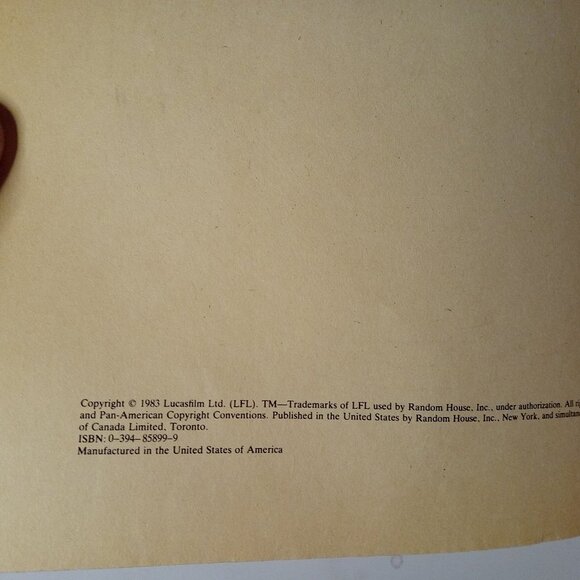 Copyright © 1983 Lucasfilm Ltd. (LFL). TM—Trademarks of LFL used by Random House, Inc., under authorization. All
and Pan-American Copyright Conventions. Published in the United States by Random House, Inc., New York, and
of Canada Limited, Toronto.
ISBN: 0-394-85899-9
Manufactured in the United States of America